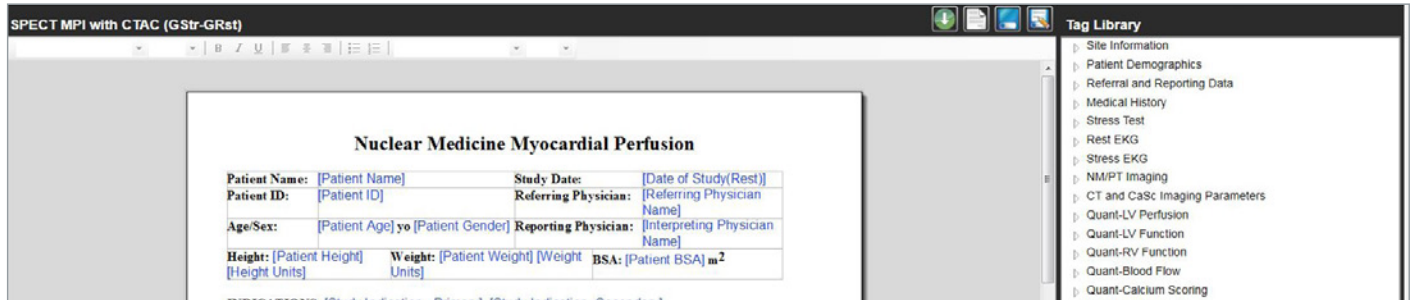 SPECT MPI with CTAC (GStr-GRst)
Tag Library
B I U
Site Information
Patient Demographics
Referral and Reporting Data
Medical History
Stress Test
Rest EKG
Stress EKG
NM/PT Imaging
CT and CaSc Imaging Parameters
Quant-LV Perfusion
Quant-LV Function
Quant-RV Function
Quant-Blood Flow
Quant-Calcium Scoring
Nuclear Medicine Myocardial Perfusion
Patient Name: [Patient Name] Study Date: [Date of Study(Rest)]
Patient ID: [Patient ID] Referring Physician: [Referring Physician
Name]
Age/Sex: [Patient Age] yo [Patient Gender] Reporting Physician: [Interpreting Physician
Name]
Height: [Patient Height] Weight: [Patient Weight] [Weight BSA: [Patient BSA] m2
[Height Units] Units]